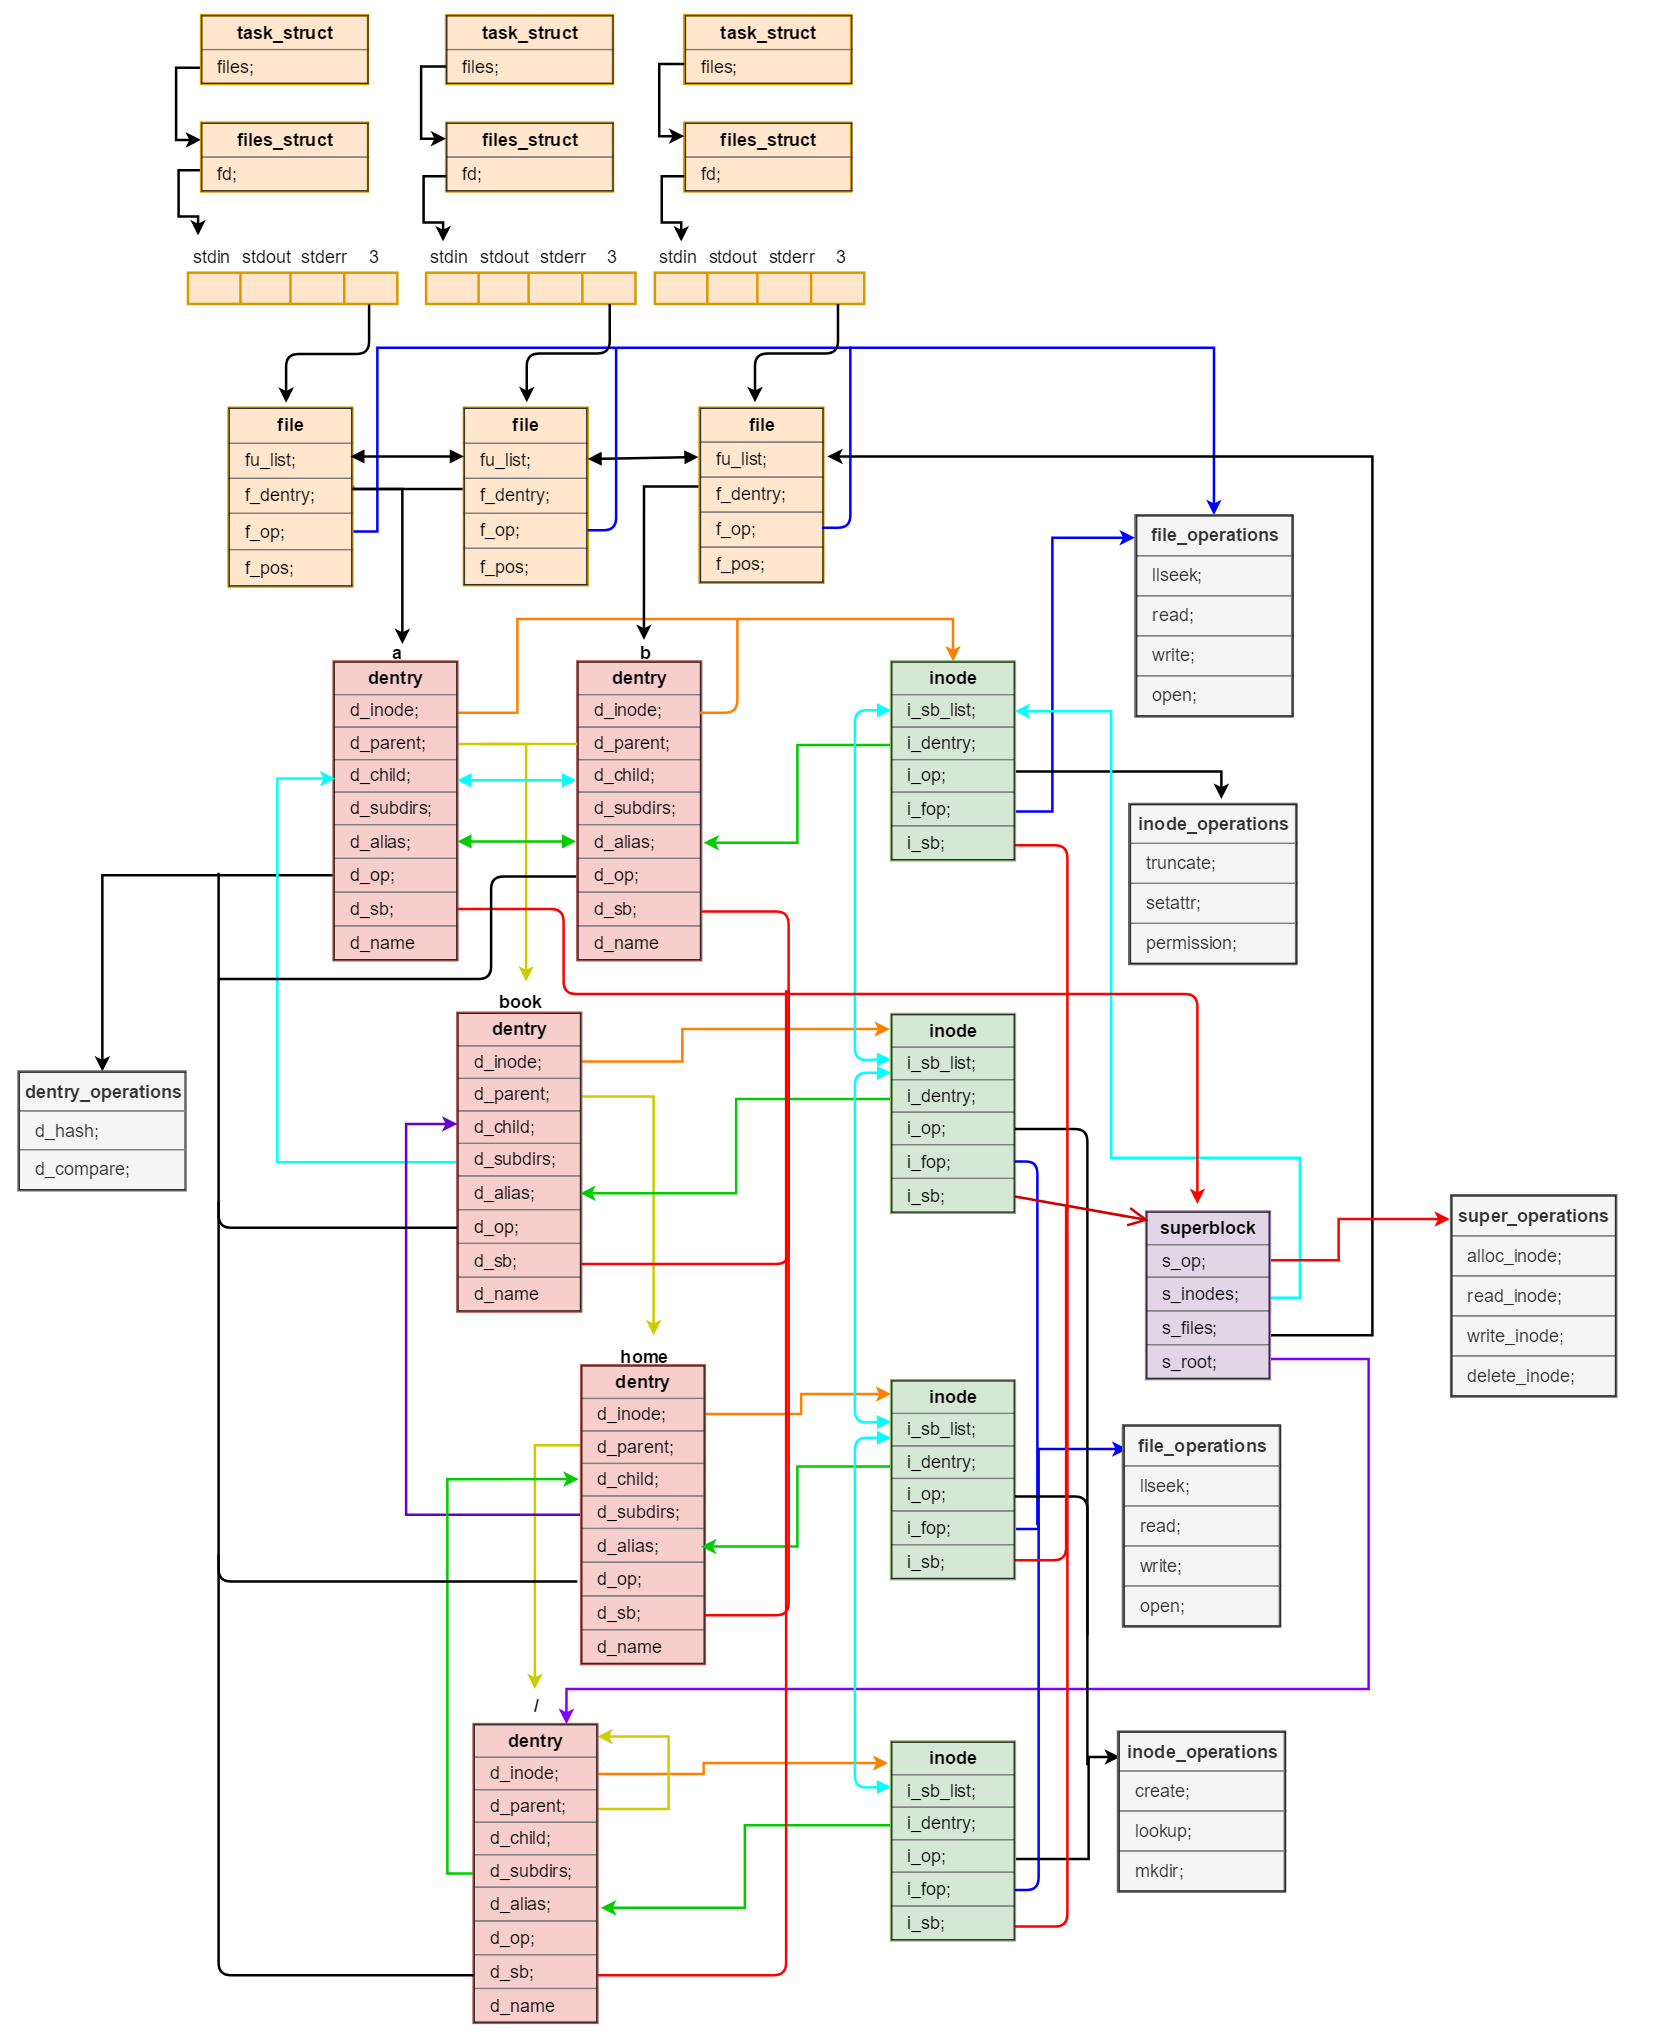 task_struct
files;
task_struct
files;
task_struct
files;
files_struct
fd;
files_struct
fd;
files_struct
fd;
stdin stdout stderr 3
stdin stdout stderr 3
stdin stdout stderr 3
file
fu_list;
f_dentry;
f_op;
f_pos;
file
fu_list;
f_dentry;
f_op;
f_pos;
file
fu_list;
f_dentry;
f_op;
f_pos;
file_operations
llseek;
read;
write;
open;
a
dentry
d_inode;
d_parent;
d_child;
d_subdirs;
d_alias;
d_op;
d_sb;
d_name
b
dentry
d_inode;
d_parent;
d_child;
d_subdirs;
d_alias;
d_op;
d_sb;
d_name
inode
i_sb_list;
i_dentry;
i_op;
i_fop;
i_sb;
inode_operations
truncate;
setattr;
permission;
dentry_operations
d_hash;
d_compare;
book
dentry
d_inode;
d_parent;
d_child;
d_subdirs;
d_alias;
d_op;
d_sb;
d_name
inode
i_sb_list;
i_dentry;
i_op;
i_fop;
i_sb;
superblock
s_op;
s_inodes;
s_files;
s_root;
super_operations
alloc_inode;
read_inode;
write_inode;
delete_inode;
home
dentry
d_inode;
d_parent;
d_child;
d_subdirs;
d_alias;
d_op;
d_sb;
d_name
inode
i_sb_list;
i_dentry;
i_op;
i_fop;
i_sb;
file_operations
llseek;
read;
write;
open;
/
dentry
d_inode;
d_parent;
d_child;
d_subdirs;
d_alias;
d_op;
d_sb;
d_name
inode
i_sb_list;
i_dentry;
i_op;
i_fop;
i_sb;
inode_operations
create;
lookup;
mkdir;